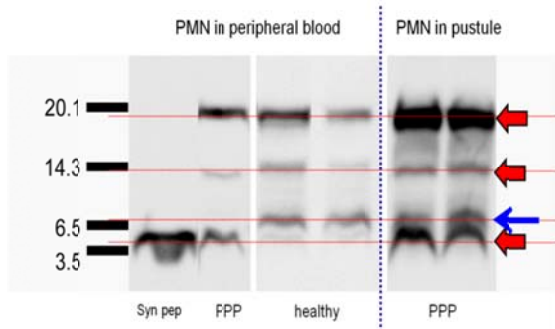 PMN in peripheral blood
PMN in pustule
20.1
14.3
6.5
3.5
Syn pep
FPP
healthy
PPP